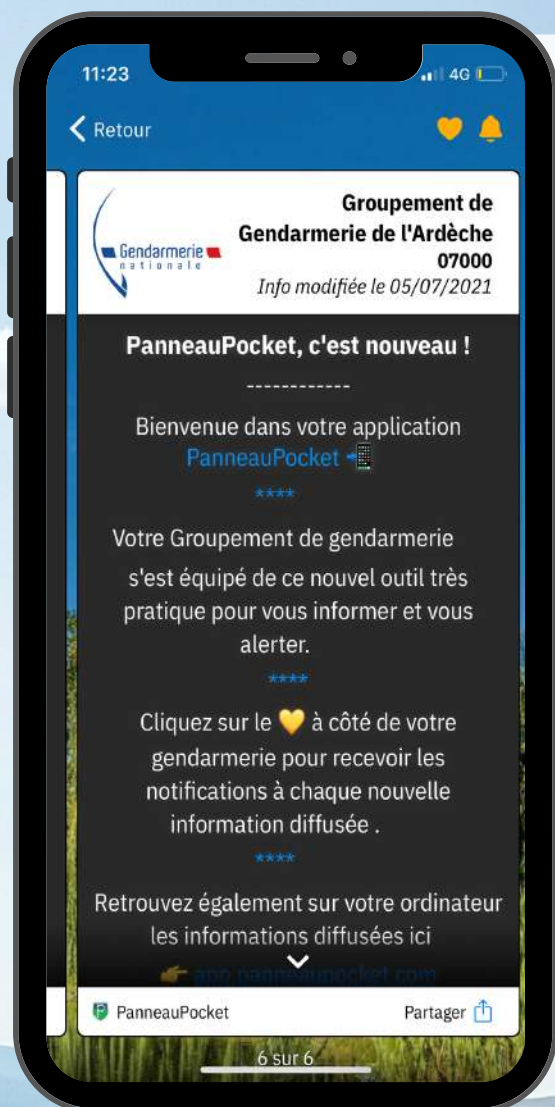 11:23
4G
Retour
Gendarmerie
nationale
Groupement de
Gendarmerie de l'Ardèche
07000
Info modifiée le 05/07/2021
PanneauPocket, c'est nouveau !
------------
Bienvenue dans votre application
PanneauPocket
****
Votre Groupement de gendarmerie
s'est équipé de ce nouvel outil très
pratique pour vous informer et vous
alerter.
****
Cliquez sur le 💛 à côté de votre
gendarmerie pour recevoir les
notifications à chaque nouvelle
information diffusée .
****
Retrouvez également sur votre ordinateur
les informations diffusées ici
👉 app.panneaupocket.com
PanneauPocket
Partager
6 sur 6